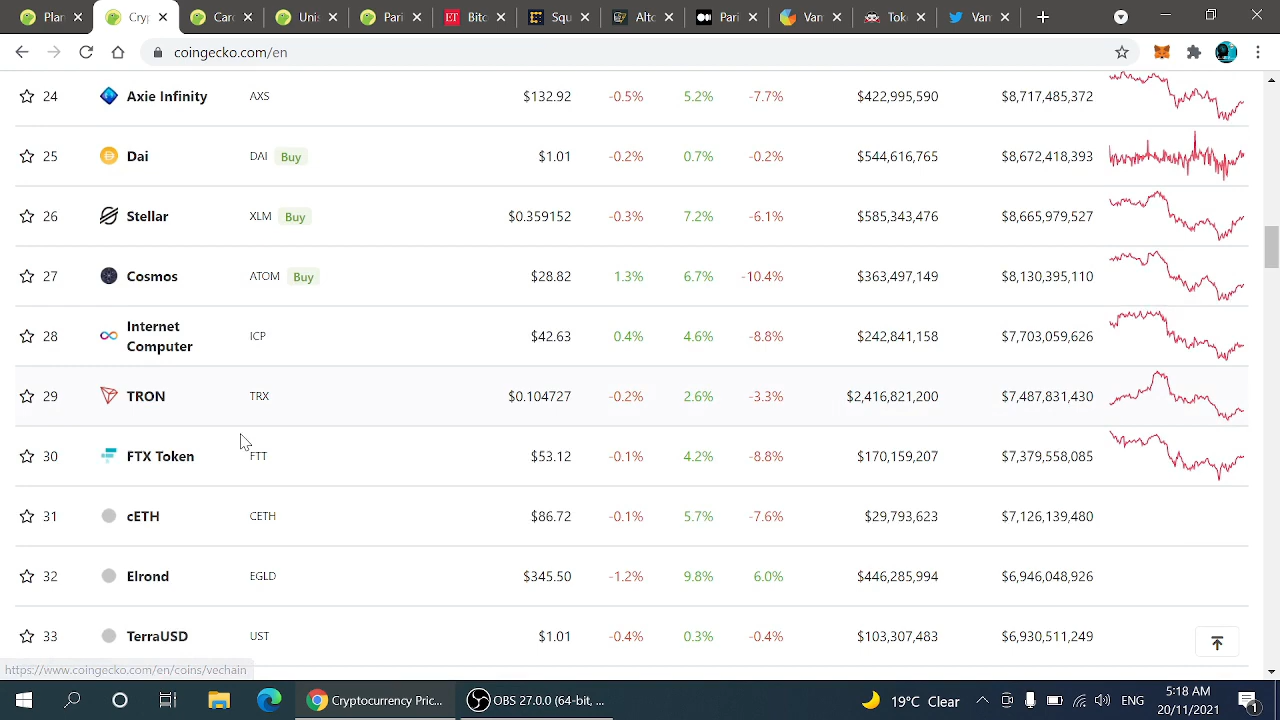 Plar
Cryp
Car
Uni
Pari
Bitc
Squ
Altc
Pari
Tok
Van
coingecko.com/en
24 Axie Infinity AXS $132.92 -0.5% 5.2% -7.7% $422,995,590 $8,717,485,372
25 Dai DAI Buy $1.01 -0.2% 0.7% -0.2% $544,616,765 $8,672,418,393
26 Stellar XLM Buy $0.359152 -0.3% 7.2% -6.1% $585,343,476 $8,665,979,527
27 Cosmos ATOM Buy $28.82 1.3% 6.7% -10.4% $363,497,149 $8,130,395,110
28 Internet Computer ICP $42.63 0.4% 4.6% -8.8% $242,841,158 $7,703,059,626
29 TRON TRX $0.104727 -0.2% 2.6% -3.3% $2,416,821,200 $7,487,831,430
30 FTX Token FTT $53.12 -0.1% 4.2% -8.8% $170,159,207 $7,379,558,085
31 cETH CETH $86.72 -0.1% 5.7% -7.6% $29,793,623 $7,126,139,480
32 Elrond EGLD $345.50 -1.2% 9.8% 6.0% $446,285,994 $6,946,048,926
33 TerraUSD UST $1.01 -0.4% 0.3% -0.4% $103,307,483 $6,930,511,249
https://www.coingecko.com/en/coins/vechain
Cryptocurrency Pric...
OBS 27.0.0 (64-bit, ...
19°C Clear
ENG
5:18 AM
20/11/2021